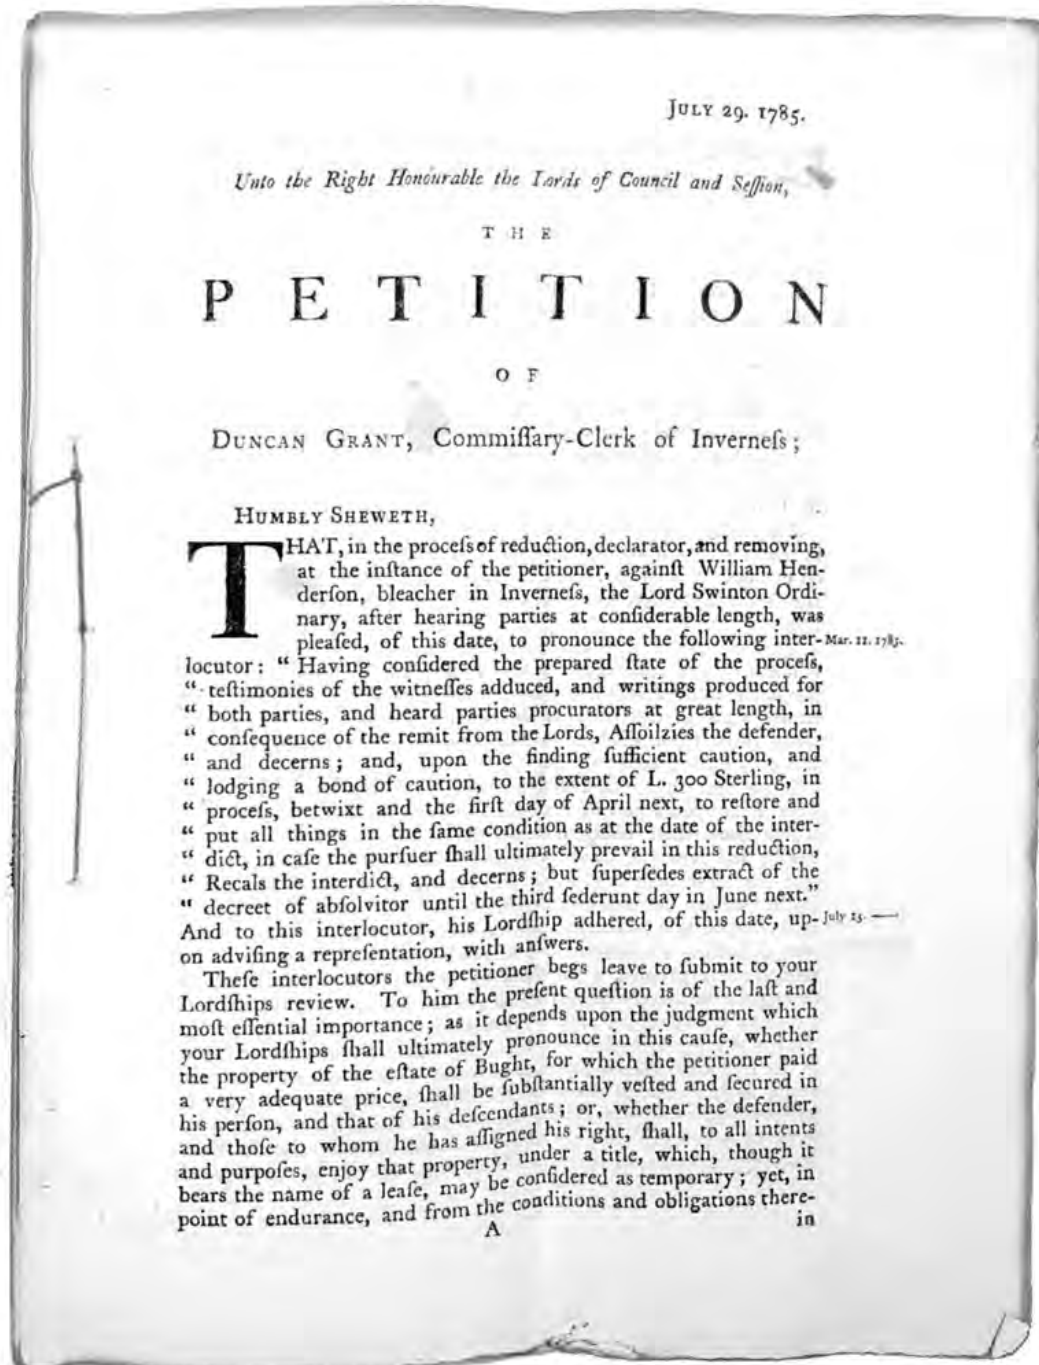 JULY 29. 1785.
Unto the Right Honourable the Lords of Council and Seſſion,
THE
PETITION
OF
DUNCAN GRANT, Commiſſary-Clerk of Inverneſs;
HUMBLY SHEWETH,
THAT, in the proceſs of reduction, declarator, and removing,
at the inſtance of the petitioner, againſt William Hen-
derſon, bleacher in Inverneſs, the Lord Swinton Ordi-
nary, after hearing parties at conſiderable length, was
pleaſed, of this date, to pronounce the following inter- Mar. 11. 1785.
locutor: " Having conſidered the prepared ſtate of the proceſs,
" teſtimonies of the witneſſes adduced, and writings produced for
" both parties, and heard parties procurators at great length, in
" conſequence of the remit from the Lords, Aſſoilzies the defender,
" and decerns; and, upon the finding ſufficient caution, and
" lodging a bond of caution, to the extent of L. 300 Sterling, in
" proceſs, betwixt and the firſt day of April next, to reſtore and
" put all things in the ſame condition as at the date of the inter-
" dict, in caſe the purſuer ſhall ultimately prevail in this reduction,
" Recals the interdict, and decerns; but ſuperſedes extract of the
" decreet of abſolvitor until the third ſederunt day in June next."
And to this interlocutor, his Lordſhip adhered, of this date, up- July 23. —
on adviſing a repreſentation, with anſwers.
Theſe interlocutors the petitioner begs leave to ſubmit to your
Lordſhips review. To him the preſent queſtion is of the laſt and
moſt eſſential importance; as it depends upon the judgment which
your Lordſhips ſhall ultimately pronounce in this cauſe, whether
the property of the eſtate of Bught, for which the petitioner paid
a very adequate price, ſhall be ſubſtantially veſted and ſecured in
his perſon, and that of his deſcendants; or, whether the defender,
and thoſe to whom he has aſſigned his right, ſhall, to all intents
and purpoſes, enjoy that property, under a title, which, though it
bears the name of a leaſe, may be conſidered as temporary; yet, in
point of endurance, and from the conditions and obligations there-
A in